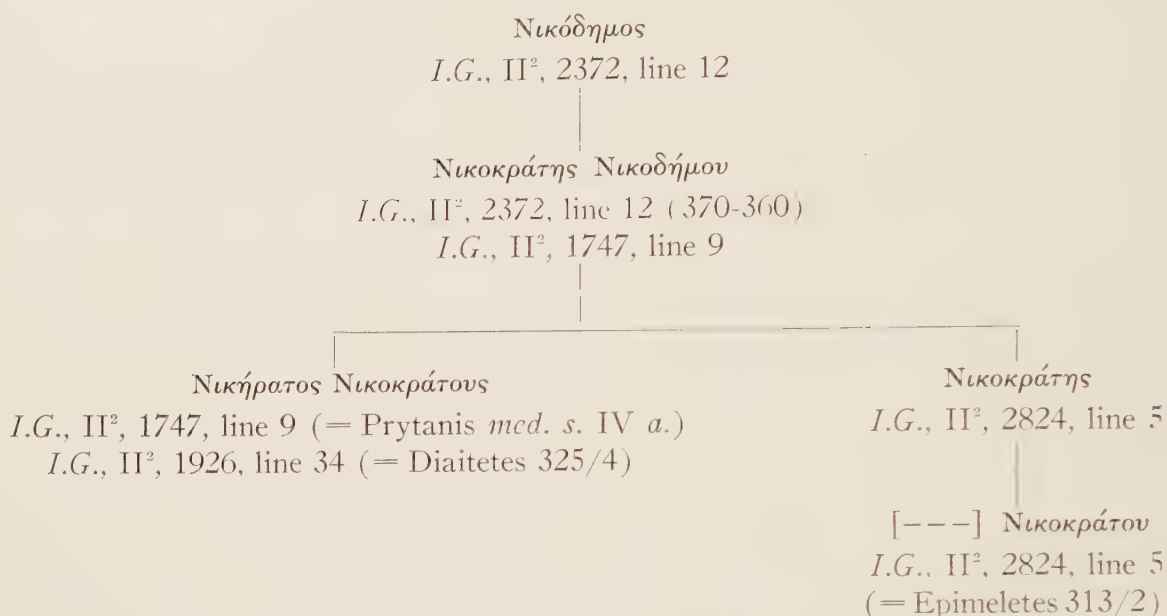 Νικόδημος
I.G., II², 2372, line 12
Νικοκράτης Νικοδήμου
I.G., II², 2372, line 12 (370-360)
I.G., II², 1747, line 9
Νικήρατος Νικοκράτους
I.G., II², 1747, line 9 (= Prytanis med. s. IV a.)
I.G., II², 1926, line 34 (= Diaitetes 325/4)
Νικοκράτης
I.G., II², 2824, line 5
[---] Νικοκράτου
I.G., II², 2824, line 5
(= Epimeletes 313/2)